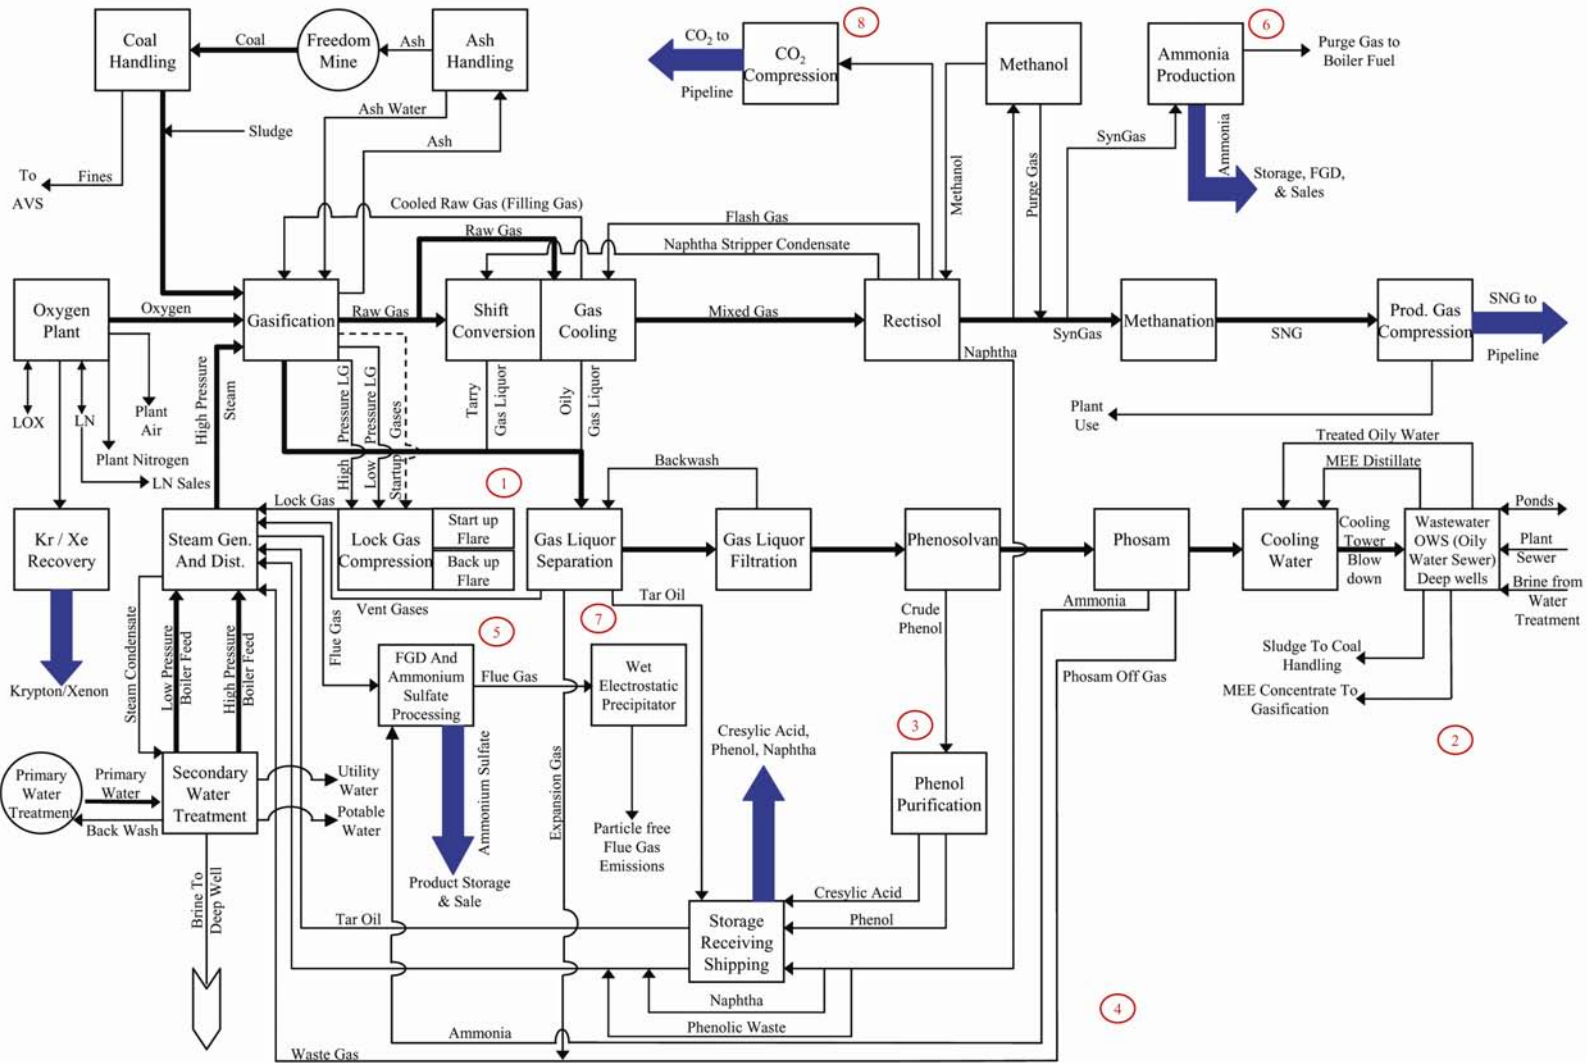 Coal
Handling
Coal
Freedom
Mine
Ash
Ash
Handling
CO2 to
Pipeline
CO2
Compression
8
Methanol
Ammonia
Production
6
Purge Gas to
Boiler Fuel
Ash Water
Sludge
Ash
To
AVS
Fines
Methanol
Purge Gas
SynGas
Ammonia
Storage, FGD,
& Sales
Cooled Raw Gas (Filling Gas)
Raw Gas
Flash Gas
Naphtha Stripper Condensate
Oxygen
Plant
Oxygen
Gasification
Raw Gas
Shift
Conversion
Gas
Cooling
Mixed Gas
Rectisol
Naphtha
SynGas
Methanation
SNG
Prod. Gas
Compression
SNG to
Pipeline
LOX
LN
Plant
Air
Plant Nitrogen
LN Sales
High Pressure
Steam
High Pressure LG
Low Pressure LG
Startup Gases
Tarry
Gas Liquor
Oily
Gas Liquor
Plant
Use
Treated Oily Water
MEE Distillate
Backwash
1
Kr / Xe
Recovery
Lock Gas
Steam Gen.
And Dist.
Lock Gas
Compression
Start up
Flare
Back up
Flare
Gas Liquor
Separation
Gas Liquor
Filtration
Phenosolvan
Phosam
Cooling
Water
Cooling
Tower
Blow
down
Wastewater
OWS (Oily
Water Sewer)
Deep wells
Ponds
Plant
Sewer
Brine from
Water
Treatment
Vent Gases
Tar Oil
Crude
Phenol
Ammonia
Krypton/Xenon
Steam Condensate
Low Pressure
Boiler Feed
High Pressure
Boiler Feed
Flue Gas
5
7
FGD And
Ammonium
Sulfate
Processing
Flue Gas
Wet
Electrostatic
Precipitator
Sludge To Coal
Handling
MEE Concentrate To
Gasification
Phosam Off Gas
2
3
Cresylic Acid,
Phenol, Naphtha
Primary
Water
Treatment
Primary
Water
Back Wash
Secondary
Water
Treatment
Utility
Water
Potable
Water
Ammonium Sulfate
Expansion Gas
Phenol
Purification
Particle free
Flue Gas
Emissions
Product Storage
& Sale
Brine To
Deep Well
Tar Oil
Storage
Receiving
Shipping
Cresylic Acid
Phenol
Naphtha
Phenolic Waste
4
Ammonia
Waste Gas